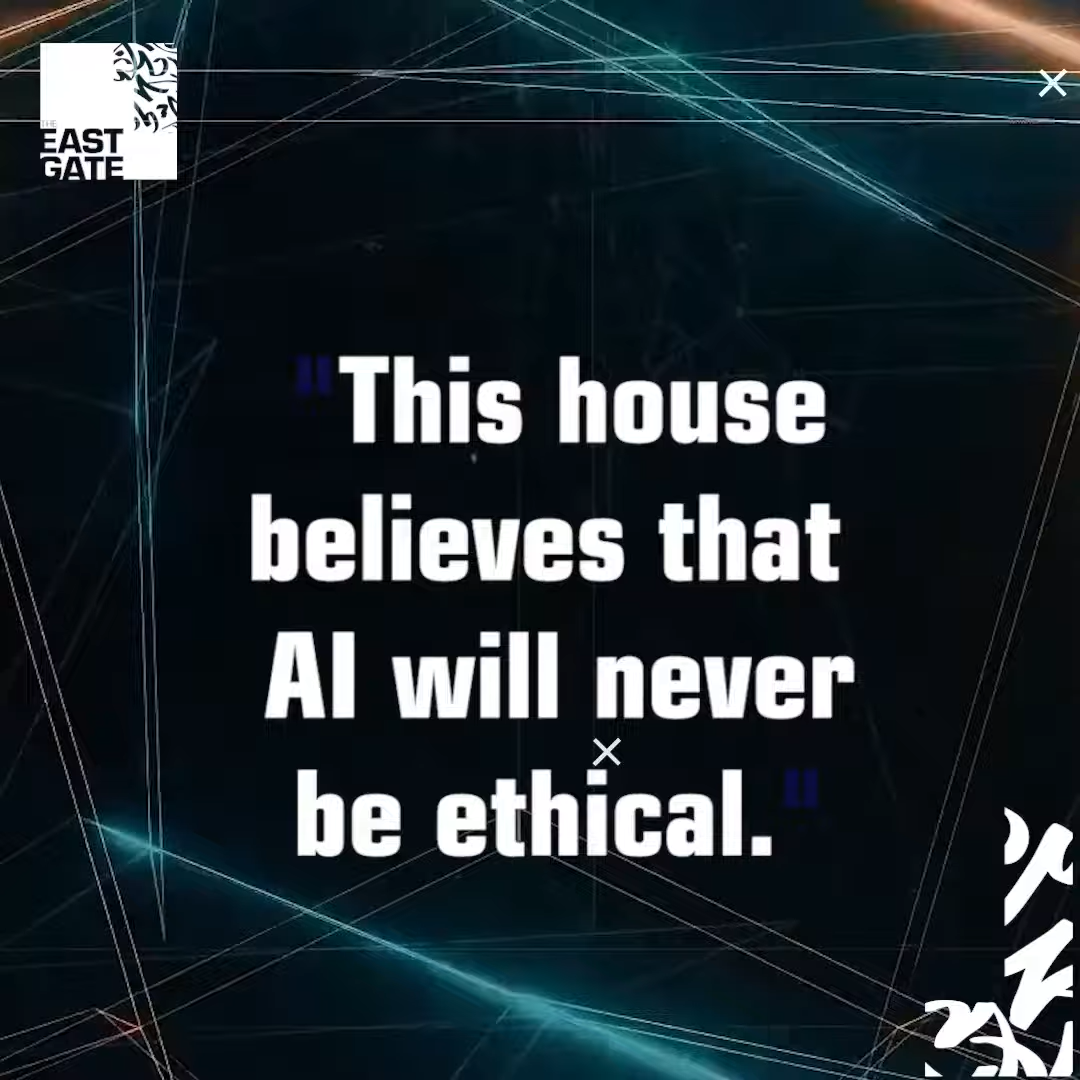 THE
EAST
GATE
"This house
believes that
AI will never
be ethical."